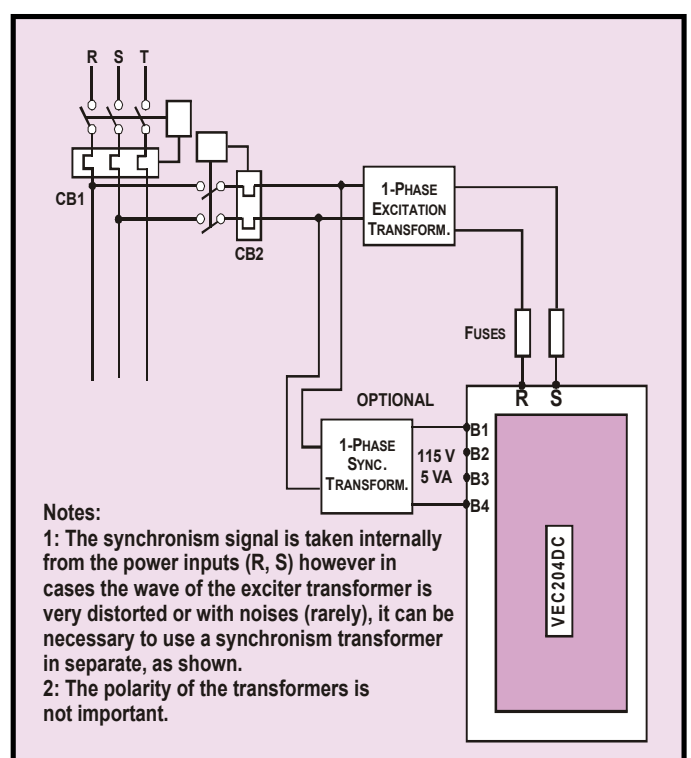 R S T
CB1
CB2
1-PHASE
EXCITATION
TRANSFORM.
FUSES
R S
OPTIONAL
1-PHASE
SYNC.
TRANSFORM.
115 V
5 VA
B1
B2
B3
B4
VEC204DC
Notes:
1: The synchronism signal is taken internally
from the power inputs (R, S) however in
cases the wave of the exciter transformer is
very distorted or with noises (rarely), it can be
necessary to use a synchronism transformer
in separate, as shown.
2: The polarity of the transformers is
not important.